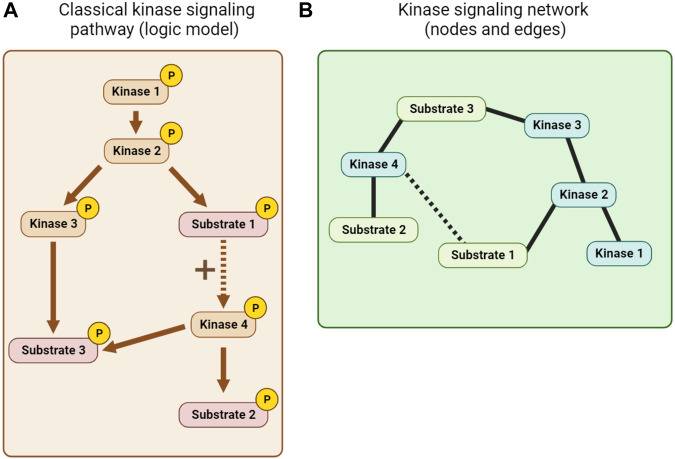 A
Classical kinase signaling
pathway (logic model)
P
Kinase 1
P
Kinase 2
P
Kinase 3
P
Substrate 1
+
P
Kinase 4
P
Substrate 3
P
Substrate 2
B
Kinase signaling network
(nodes and edges)
Substrate 3
Kinase 3
Kinase 4
Kinase 2
Substrate 2
Substrate 1
Kinase 1